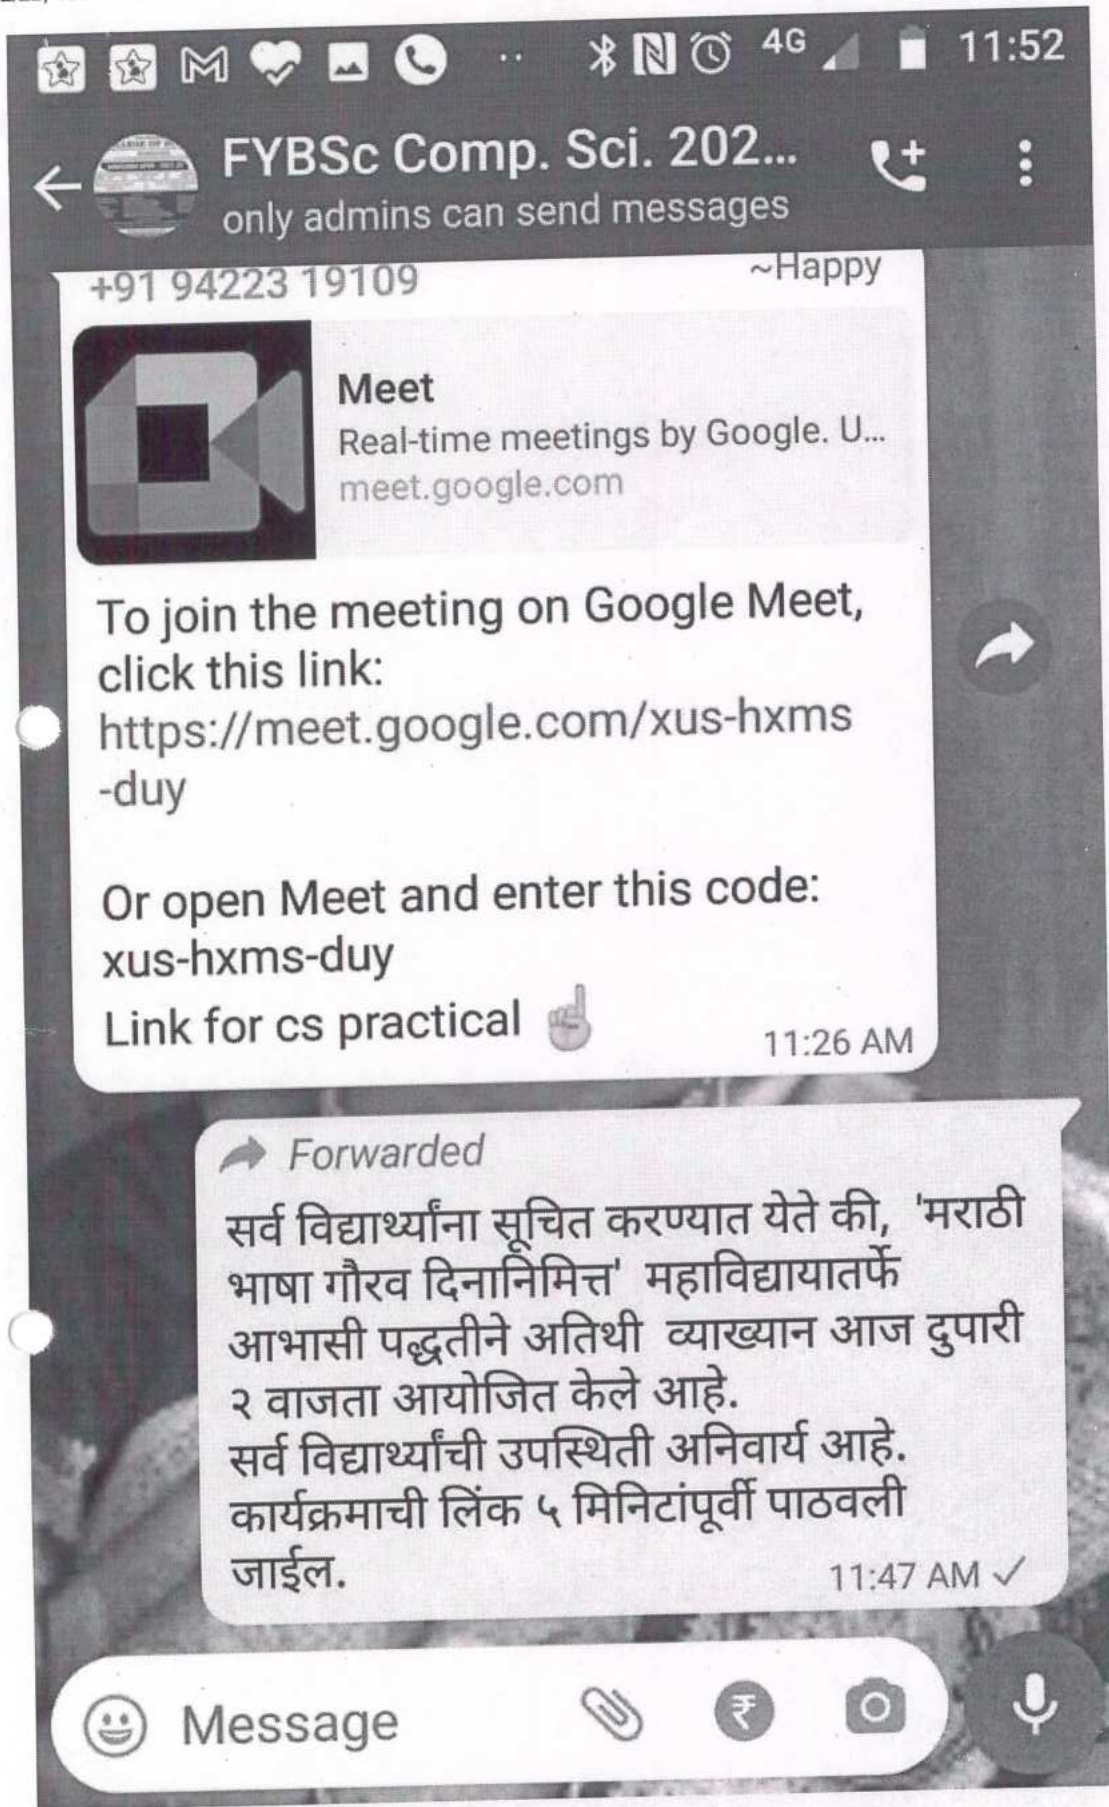 4G 11:52
FYBSc Comp. Sci. 202...
only admins can send messages
+91 94223 19109 ~Happy
Meet
Real-time meetings by Google. U...
meet.google.com
To join the meeting on Google Meet,
click this link:
https://meet.google.com/xus-hxms
-duy
Or open Meet and enter this code:
xus-hxms-duy
Link for cs practical ☝
11:26 AM
Forwarded
सर्व विद्यार्थ्यांना सूचित करण्यात येते की, 'मराठी
भाषा गौरव दिनानिमित्त' महाविद्यायातर्फे
आभासी पद्धतीने अतिथी व्याख्यान आज दुपारी
२ वाजता आयोजित केले आहे.
सर्व विद्यार्थ्यांची उपस्थिती अनिवार्य आहे.
कार्यक्रमाची लिंक ५ मिनिटांपूर्वी पाठवली
जाईल.
11:47 AM ✓
Message